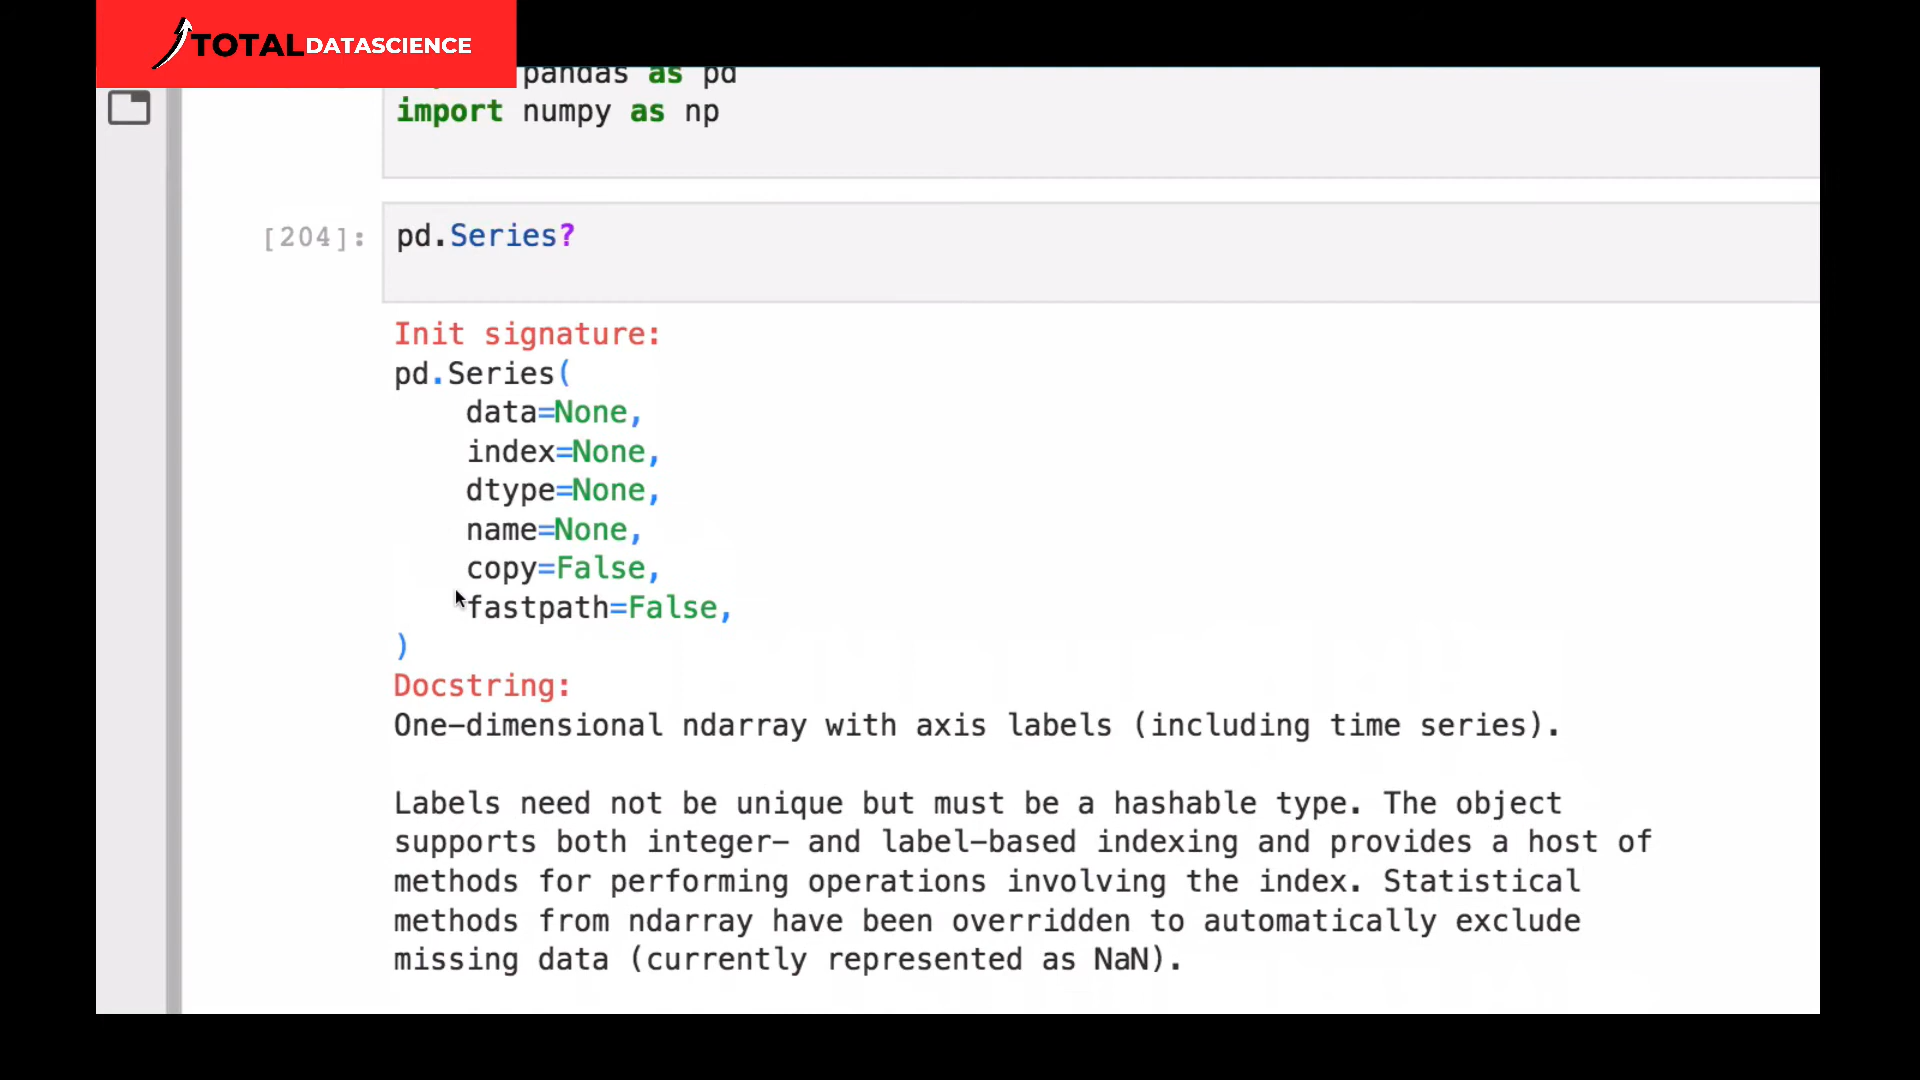 TOTALDATASCIENCE
pandas as pd
import numpy as np
[204]: pd.Series?
Init signature:
pd.Series(
    data=None,
    index=None,
    dtype=None,
    name=None,
    copy=False,
    fastpath=False,
)
Docstring:
One-dimensional ndarray with axis labels (including time series).
Labels need not be unique but must be a hashable type. The object
supports both integer- and label-based indexing and provides a host of
methods for performing operations involving the index. Statistical
methods from ndarray have been overridden to automatically exclude
missing data (currently represented as NaN).